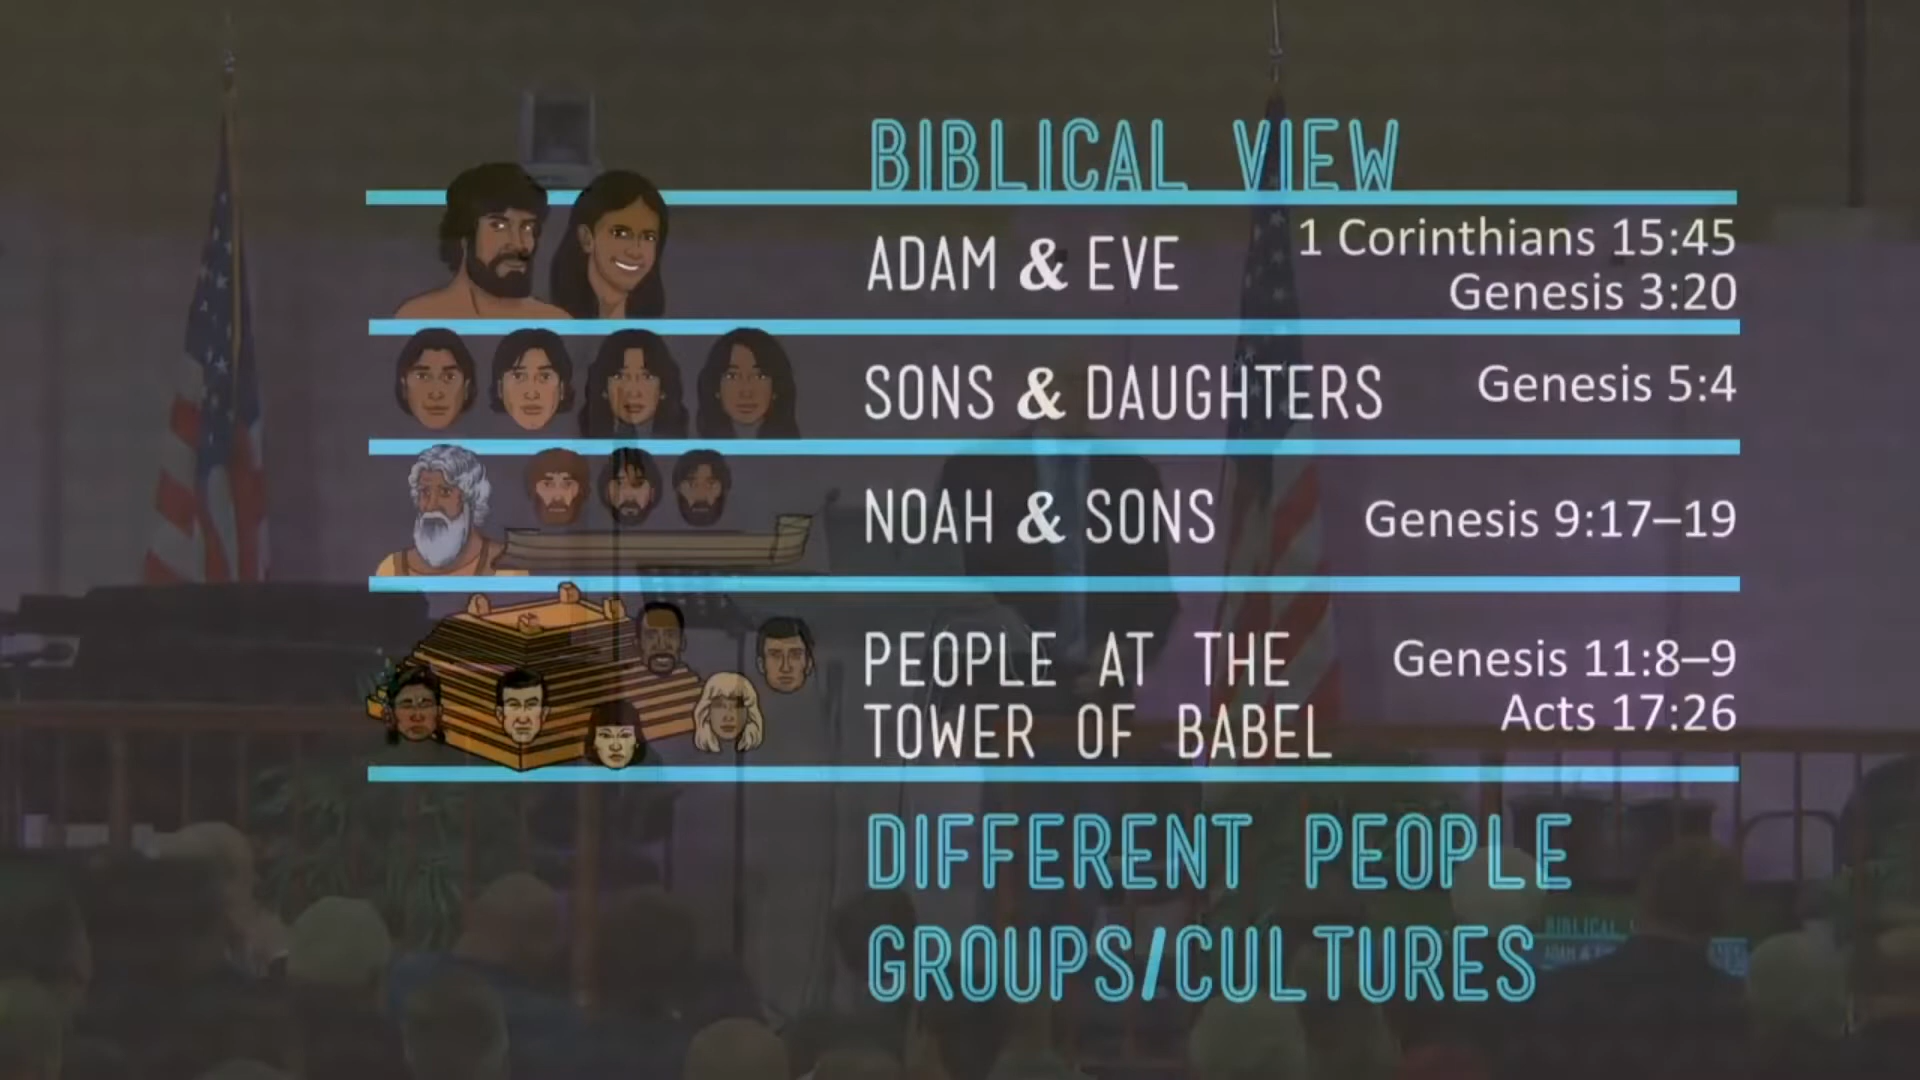 BIBLICAL VIEW
ADAM & EVE
1 Corinthians 15:45
Genesis 3:20
SONS & DAUGHTERS
Genesis 5:4
NOAH & SONS
Genesis 9:17–19
PEOPLE AT THE
TOWER OF BABEL
Genesis 11:8–9
Acts 17:26
DIFFERENT PEOPLE
GROUPS/CULTURES
BIBLICAL